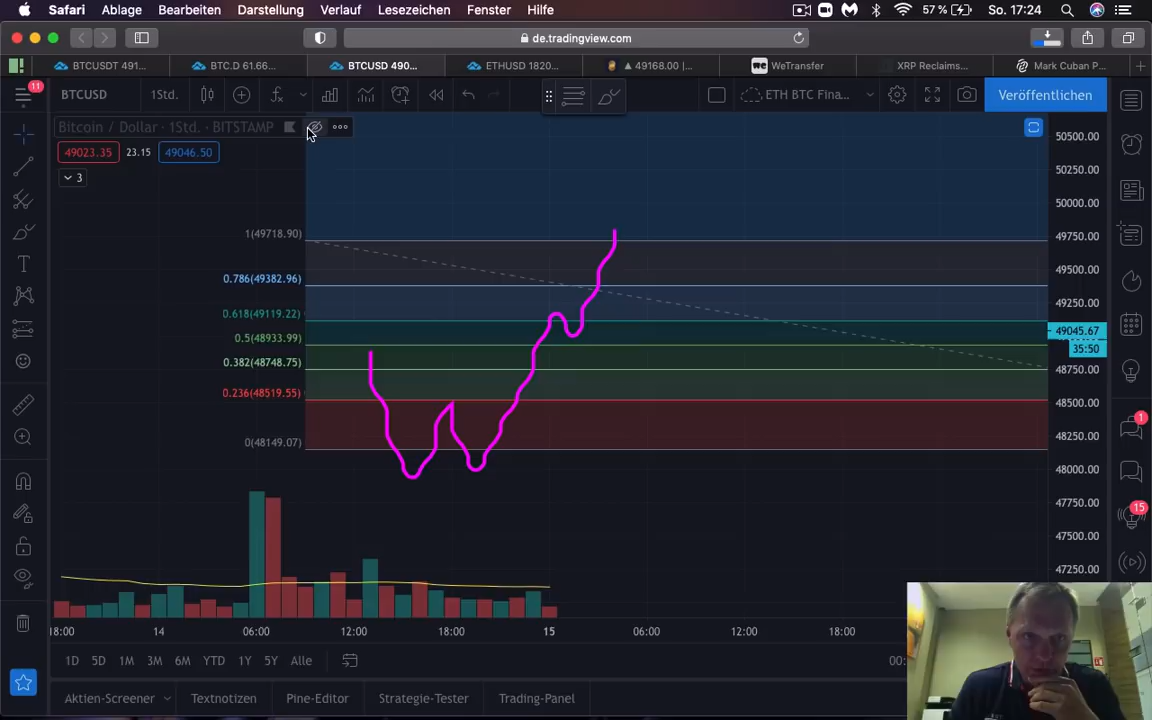 Safari Ablage Bearbeiten Darstellung Verlauf Lesezeichen Fenster Hilfe 57 % So. 17:24
de.tradingview.com
BTCUSDT 491... BTC.D 61.66... BTCUSD 490... ETHUSD 1820... ▲ 49168.00 |... WeTransfer XRP Reclaims... Mark Cuban P...
11 BTCUSD 1Std. ETH BTC Fina... Veröffentlichen
Bitcoin / Dollar · 1Std. · BITSTAMP
49023.35 23.15 49046.50
3
50500.00
50250.00
50000.00
1(49718.90)
49750.00
0.786(49382.96)
49500.00
0.618(49119.22)
49250.00
0.5(48933.99)
49045.67
35:50
0.382(48748.75)
48750.00
0.236(48519.55)
48500.00
0(48149.07)
48250.00
48000.00
47750.00
47500.00
47250.00
1
15
18:00 14 06:00 12:00 18:00 15 06:00 12:00 18:00
1D 5D 1M 3M 6M YTD 1Y 5Y Alle
Aktien-Screener Textnotizen Pine-Editor Strategie-Tester Trading-Panel